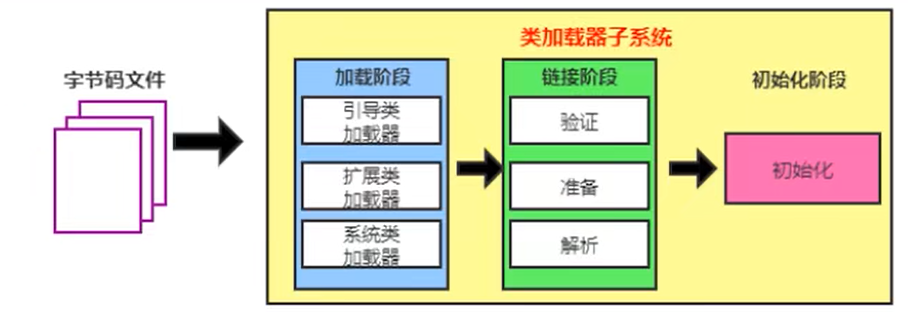 类加载器子系统
字节码文件
加载阶段
引导类
加载器
扩展类
加载器
系统类
加载器
链接阶段
验证
准备
解析
初始化阶段
初始化